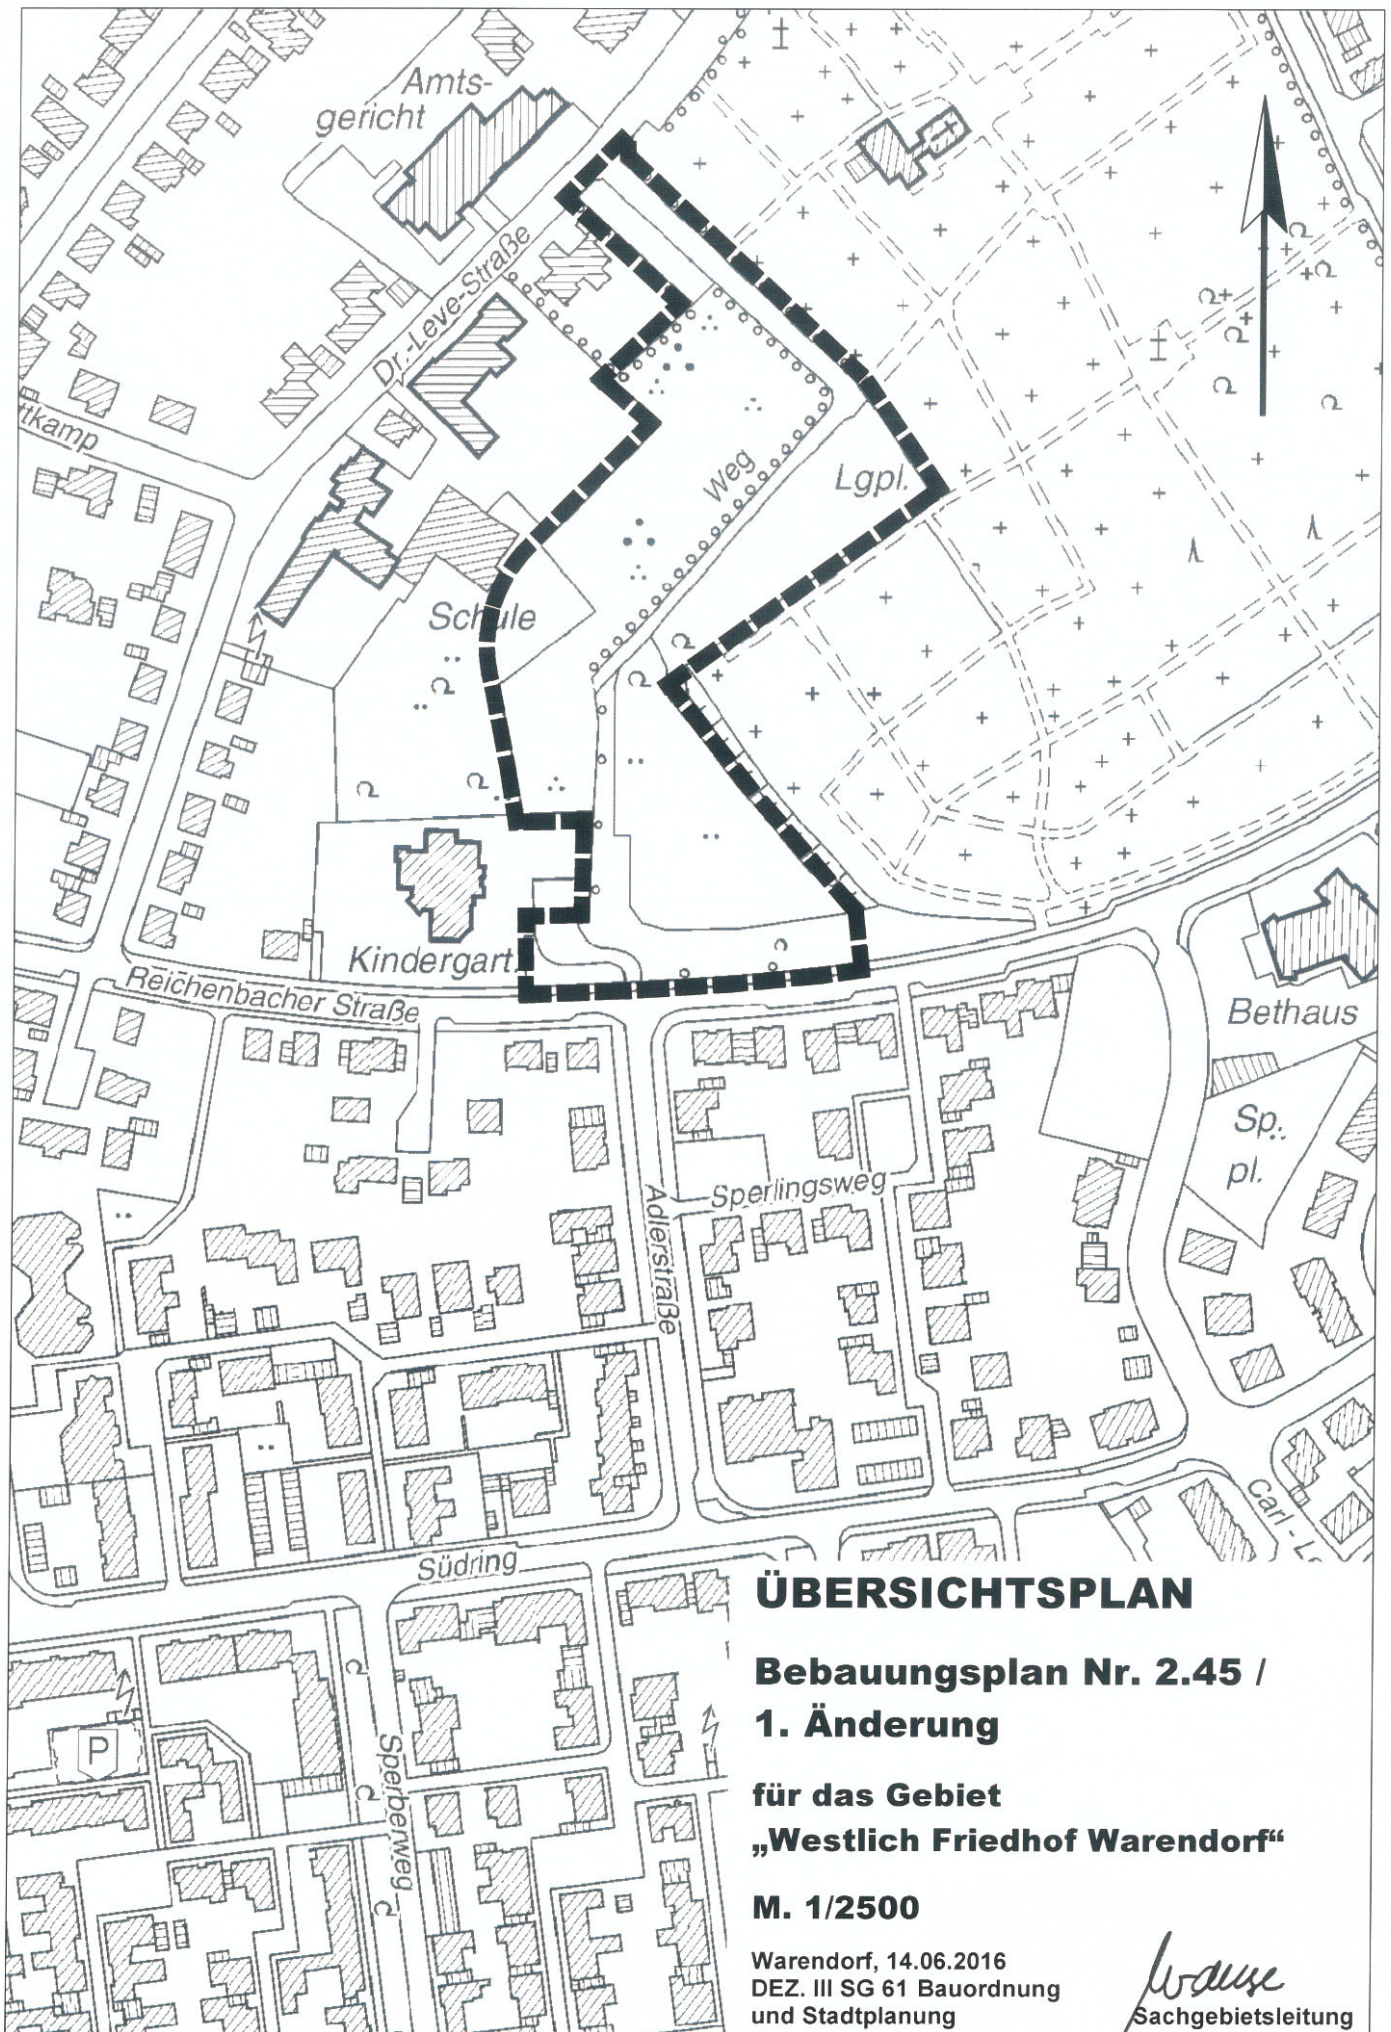 Amts-
gericht
Dr.-Leve-Straße
ttkamp
Weg
Lgpl.
Schule
Kindergart.
Reichenbacher Straße
Bethaus
Sp.
pl.
Sperlingsweg
Adlerstraße
Carl-L
Südring
Sperberweg
P
ÜBERSICHTSPLAN
Bebauungsplan Nr. 2.45 /
1. Änderung
für das Gebiet
„Westlich Friedhof Warendorf“
M. 1/2500
Warendorf, 14.06.2016
DEZ. III SG 61 Bauordnung
und Stadtplanung
Sachgebietsleitung